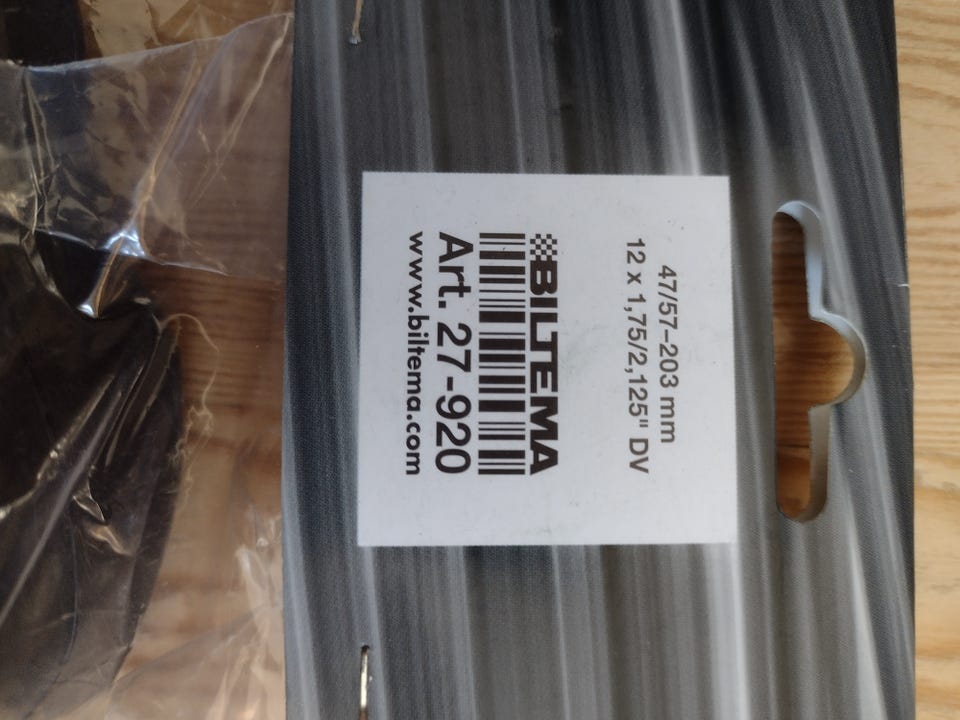 47/57–203 mm
12 x 1,75/2,125" DV
BILTEMA
Art. 27-920
www.biltema.com